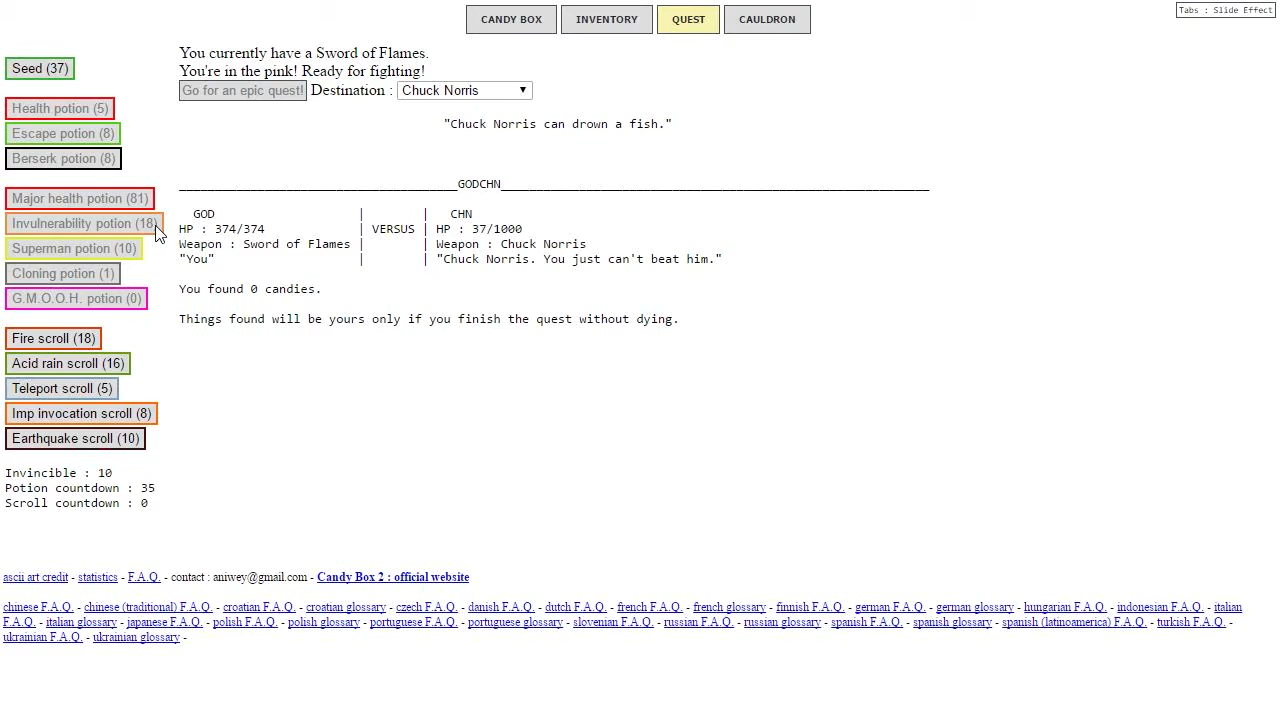 CANDY BOX INVENTORY QUEST CAULDRON
Tabs : Slide Effect
You currently have a Sword of Flames.
You're in the pink! Ready for fighting!
Go for an epic quest! Destination : Chuck Norris
"Chuck Norris can drown a fish."
Seed (37)
Health potion (5)
Escape potion (8)
Berserk potion (8)
Major health potion (81)
Invulnerability potion (18)
Superman potion (10)
Cloning potion (1)
G.M.O.O.H. potion (0)
Fire scroll (18)
Acid rain scroll (16)
Teleport scroll (5)
Imp invocation scroll (8)
Earthquake scroll (10)
Invincible : 10
Potion countdown : 35
Scroll countdown : 0
_______________________________________GODCHN____________________________________________________________
GOD | | CHN
HP : 374/374 | VERSUS | HP : 37/1000
Weapon : Sword of Flames | | Weapon : Chuck Norris
"You" | | "Chuck Norris. You just can't beat him."
You found 0 candies.
Things found will be yours only if you finish the quest without dying.
ascii art credit - statistics - F.A.Q. - contact : aniwey@gmail.com - Candy Box 2 : official website
chinese F.A.Q. - chinese (traditional) F.A.Q. - croatian F.A.Q. - croatian glossary - czech F.A.Q. - danish F.A.Q. - dutch F.A.Q. - french F.A.Q. - french glossary - finnish F.A.Q. - german F.A.Q. - german glossary - hungarian F.A.Q. - indonesian F.A.Q. - italian
F.A.Q. - italian glossary - japanese F.A.Q. - polish F.A.Q. - polish glossary - portuguese F.A.Q. - portuguese glossary - slovenian F.A.Q. - russian F.A.Q. - russian glossary - spanish F.A.Q. - spanish glossary - spanish (latinoamerica) F.A.Q. - turkish F.A.Q. -
ukrainian F.A.Q. - ukrainian glossary -